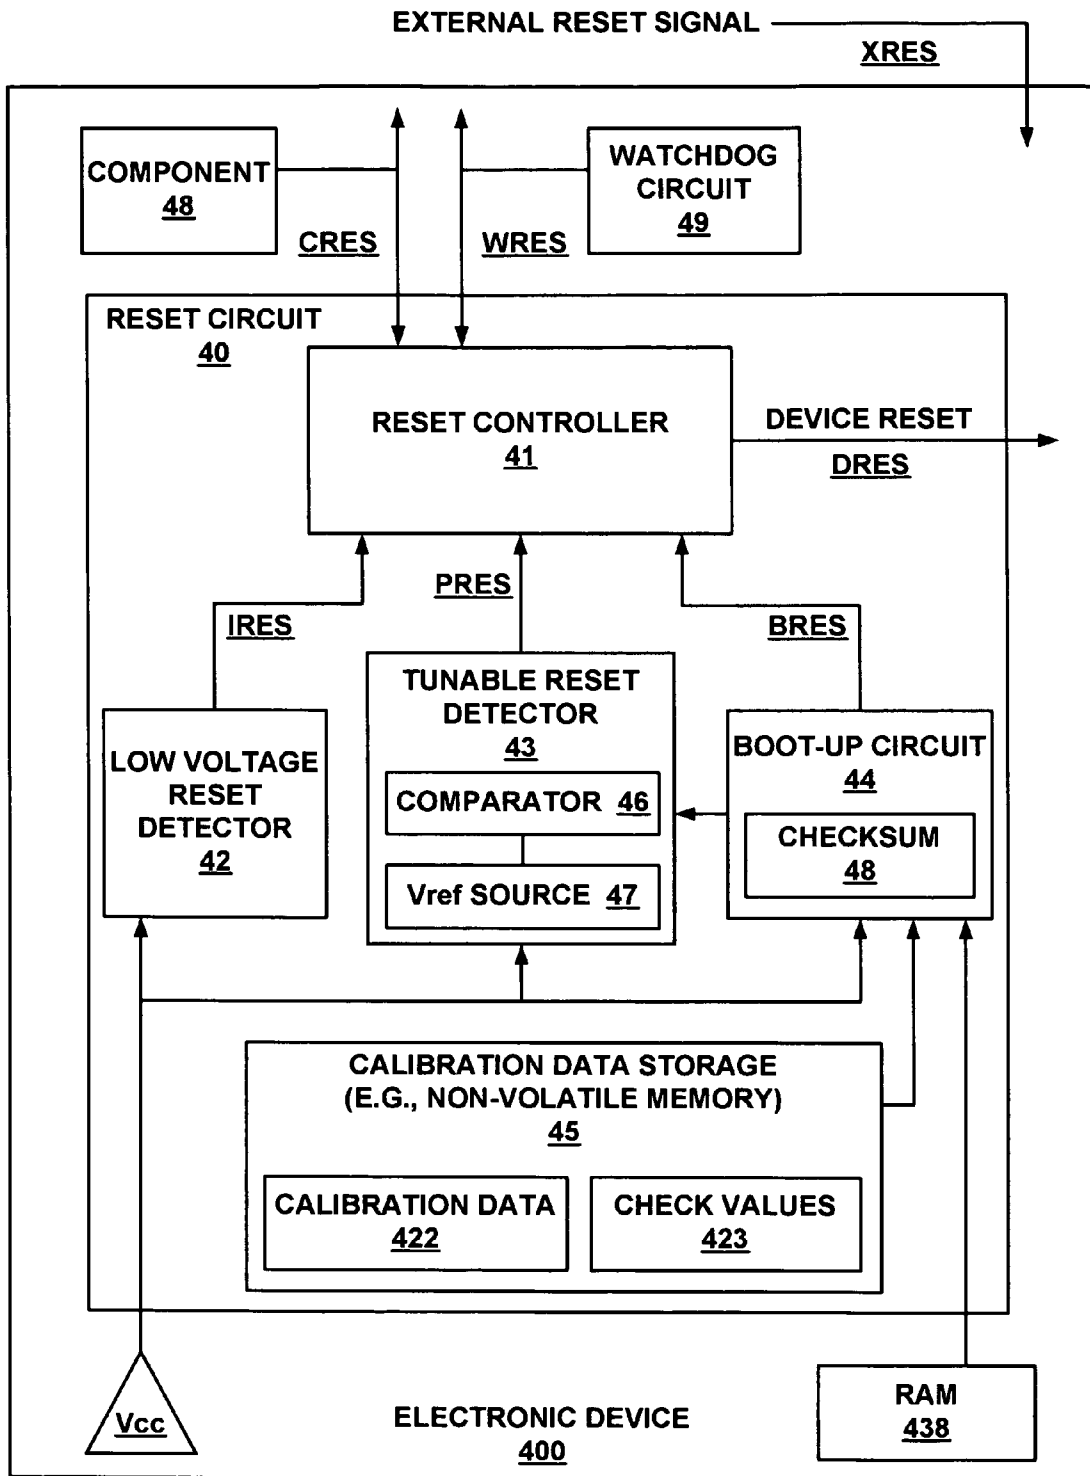 EXTERNAL RESET SIGNAL
XRES
COMPONENT
48
WATCHDOG
CIRCUIT
49
CRES
WRES
RESET CIRCUIT
40
RESET CONTROLLER
41
DEVICE RESET
DRES
IRES
PRES
BRES
LOW VOLTAGE
RESET
DETECTOR
42
TUNABLE RESET
DETECTOR
43
COMPARATOR 46
Vref SOURCE 47
BOOT-UP CIRCUIT
44
CHECKSUM
48
CALIBRATION DATA STORAGE
(E.G., NON-VOLATILE MEMORY)
45
CALIBRATION DATA
422
CHECK VALUES
423
Vcc
ELECTRONIC DEVICE
400
RAM
438